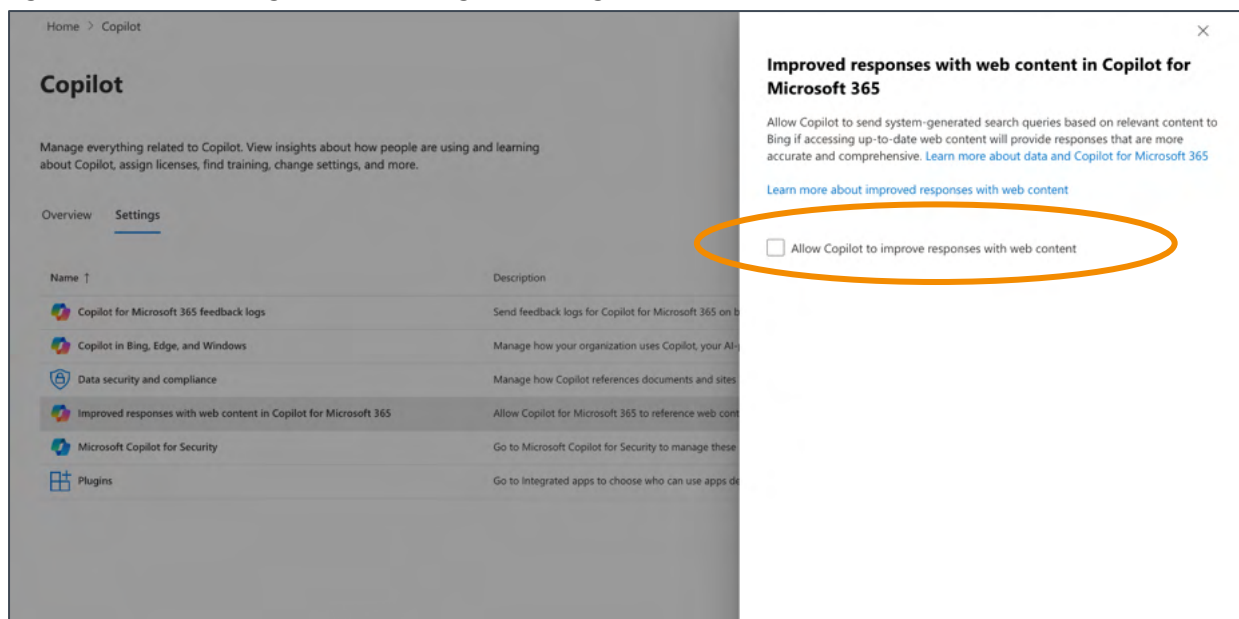 Home > Copilot
Copilot
Manage everything related to Copilot. View insights about how people are using and learning
about Copilot, assign licenses, find training, change settings, and more.
Overview Settings
Name ↑ Description
Copilot for Microsoft 365 feedback logs Send feedback logs for Copilot for Microsoft 365 on
Copilot in Bing, Edge, and Windows Manage how your organization uses Copilot, your
Data security and compliance Manage how Copilot references documents and sites
Improved responses with web content in Copilot for Microsoft 365 Allow Copilot for Microsoft 365 to reference web
Microsoft Copilot for Security Go to Microsoft Copilot for Security to manage these
Plugins Go to Integrated apps to choose who can use apps
Improved responses with web content in Copilot for
Microsoft 365
Allow Copilot to send system-generated search queries based on relevant content to
Bing if accessing up-to-date web content will provide responses that are more
accurate and comprehensive. Learn more about data and Copilot for Microsoft 365
Learn more about improved responses with web content
Allow Copilot to improve responses with web content